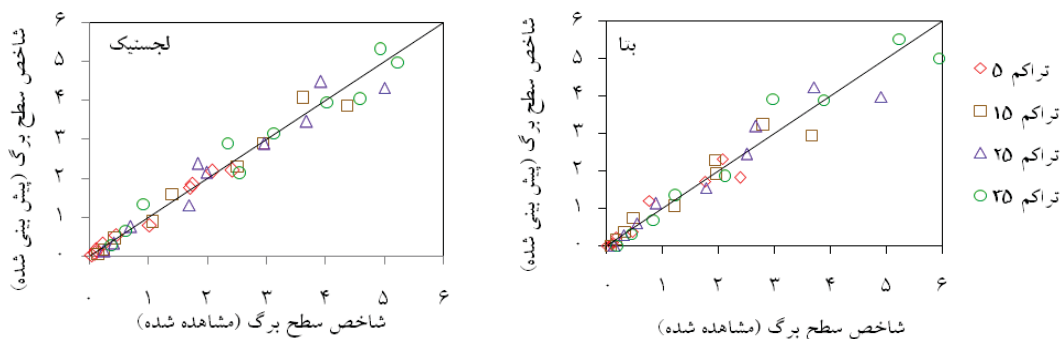 لجستیک
شاخص سطح برگ (پیش بینی شده)
۶
۵
۴
۳
۲
۱
۰
۰ ۱ ۲ ۳ ۴ ۵ ۶
شاخص سطح برگ (مشاهده شده)
بتا
شاخص سطح برگ (پیش بینی شده)
۶
۵
۴
۳
۲
۱
۰
۰ ۱ ۲ ۳ ۴ ۵ ۶
شاخص سطح برگ (مشاهده شده)
تراکم ۵
تراکم ۱۵
تراکم ۲۵
تراکم ۳۵